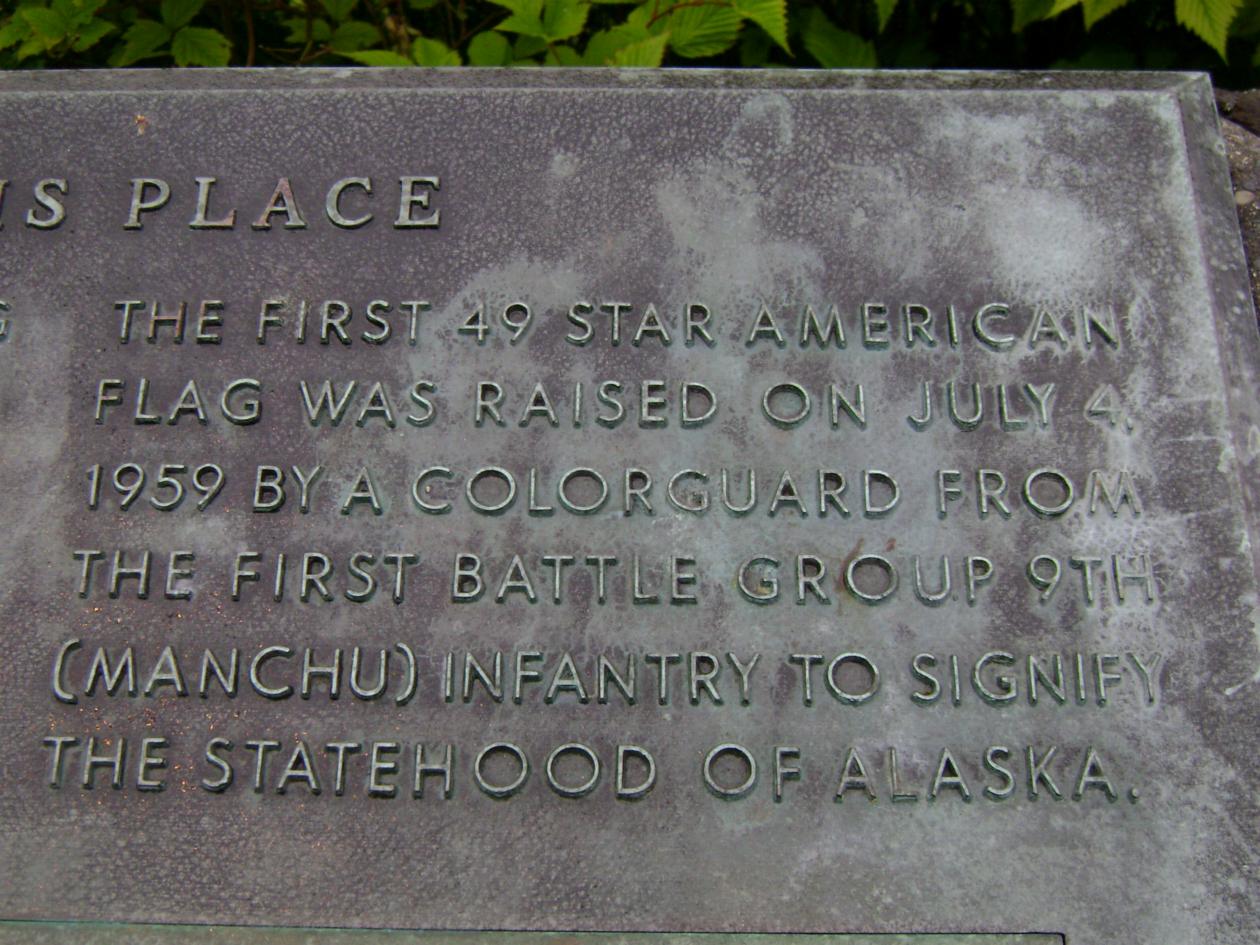 PLACE
THE FIRST 49 STAR AMERICAN
FLAG WAS RAISED ON JULY 4,
1959 BY A COLORGUARD FROM
THE FIRST BATTLE GROUP 9TH
(MANCHU) INFANTRY TO SIGNIFY
THE STATEHOOD OF ALASKA.